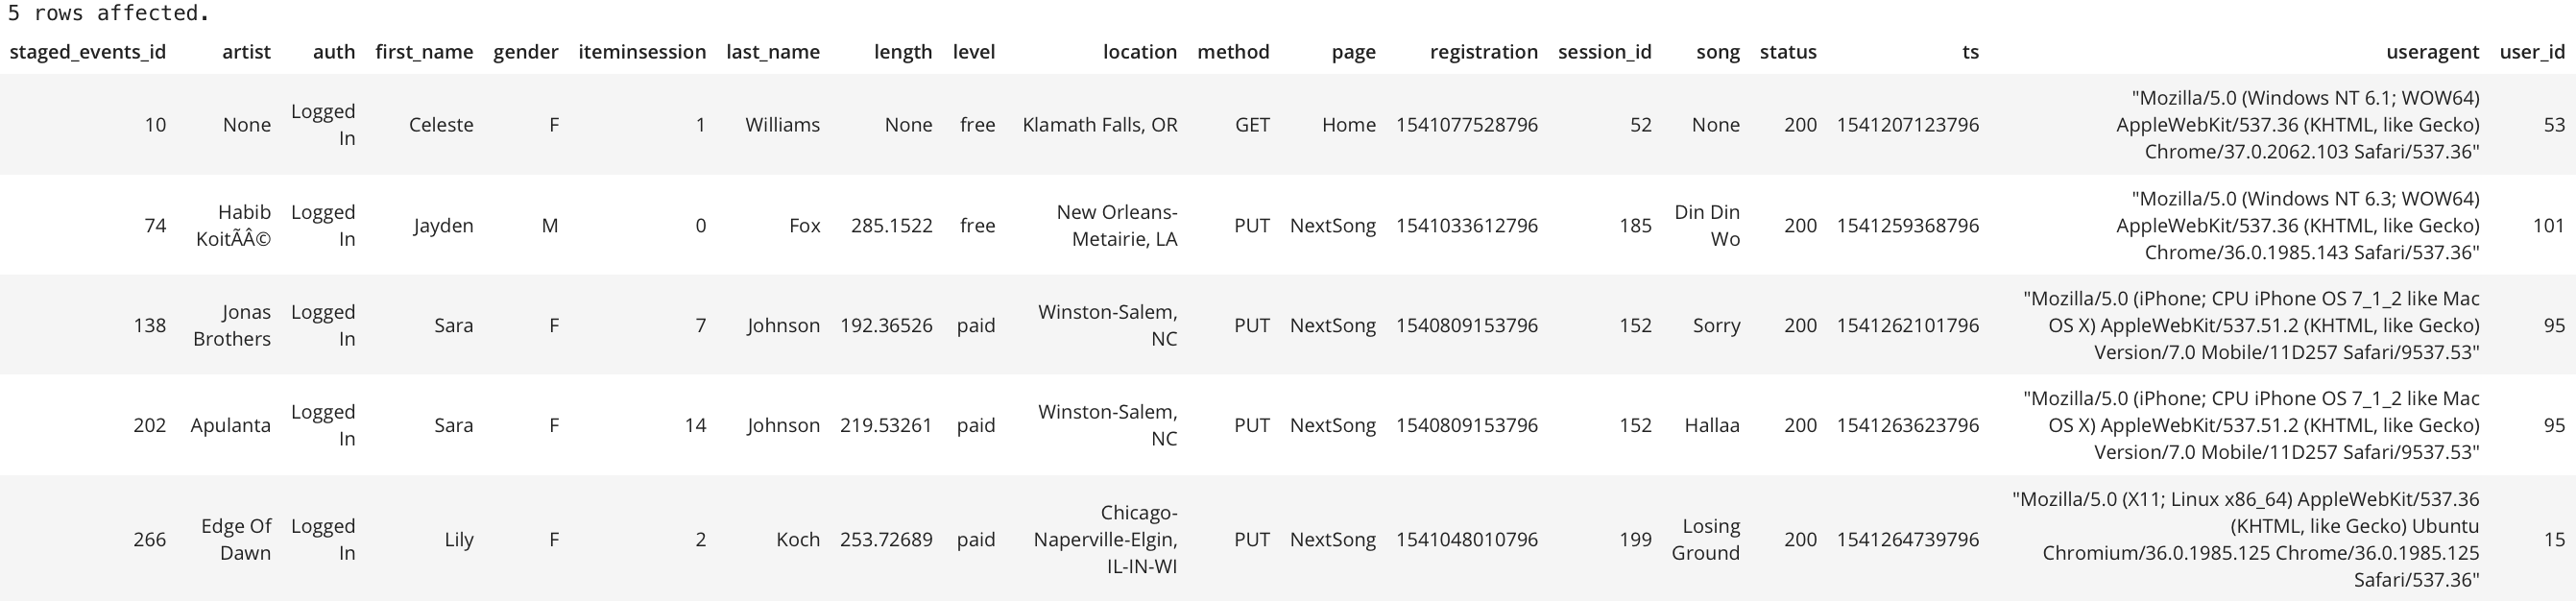 5 rows affected.
staged_events_id artist auth first_name gender iteminsession last_name length level location method page registration session_id song status ts useragent user_id
10 None Logged In Celeste F 1 Williams None free Klamath Falls, OR GET Home 1541077528796 52 None 200 1541207123796 "Mozilla/5.0 (Windows NT 6.1; WOW64) AppleWebKit/537.36 (KHTML, like Gecko) Chrome/37.0.2062.103 Safari/537.36" 53
74 Habib KoitÃÂ© Logged In Jayden M 0 Fox 285.1522 free New Orleans-Metairie, LA PUT NextSong 1541033612796 185 Din Din Wo 200 1541259368796 "Mozilla/5.0 (Windows NT 6.3; WOW64) AppleWebKit/537.36 (KHTML, like Gecko) Chrome/36.0.1985.143 Safari/537.36" 101
138 Jonas Brothers Logged In Sara F 7 Johnson 192.36526 paid Winston-Salem, NC PUT NextSong 1540809153796 152 Sorry 200 1541262101796 "Mozilla/5.0 (iPhone; CPU iPhone OS 7_1_2 like Mac OS X) AppleWebKit/537.51.2 (KHTML, like Gecko) Version/7.0 Mobile/11D257 Safari/9537.53" 95
202 Apulanta Logged In Sara F 14 Johnson 219.53261 paid Winston-Salem, NC PUT NextSong 1540809153796 152 Hallaa 200 1541263623796 "Mozilla/5.0 (iPhone; CPU iPhone OS 7_1_2 like Mac OS X) AppleWebKit/537.51.2 (KHTML, like Gecko) Version/7.0 Mobile/11D257 Safari/9537.53" 95
266 Edge Of Dawn Logged In Lily F 2 Koch 253.72689 paid Chicago-Naperville-Elgin, IL-IN-WI PUT NextSong 1541048010796 199 Losing Ground 200 1541264739796 "Mozilla/5.0 (X11; Linux x86_64) AppleWebKit/537.36 (KHTML, like Gecko) Ubuntu Chromium/36.0.1985.125 Chrome/36.0.1985.125 Safari/537.36" 15